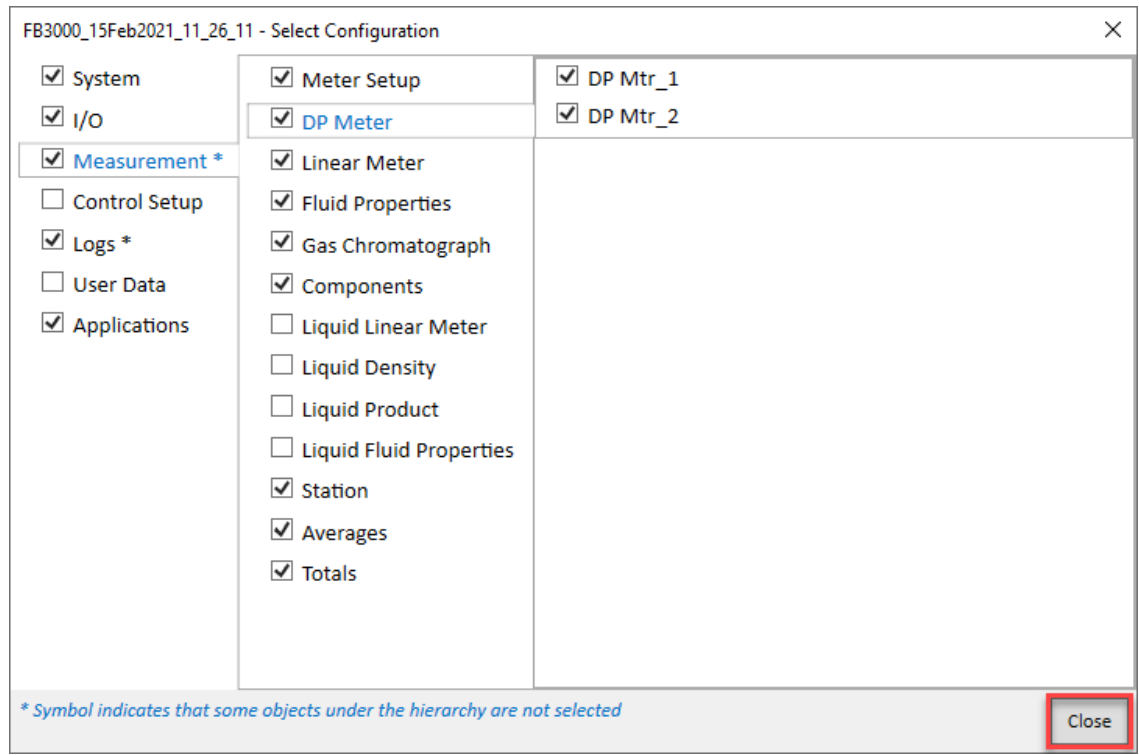 FB3000_15Feb2021_11_26_11 - Select Configuration
System
I/O
Measurement *
Control Setup
Logs *
User Data
Applications
Meter Setup
DP Meter
Linear Meter
Fluid Properties
Gas Chromatograph
Components
Liquid Linear Meter
Liquid Density
Liquid Product
Liquid Fluid Properties
Station
Averages
Totals
DP Mtr_1
DP Mtr_2
* Symbol indicates that some objects under the hierarchy are not selected
Close